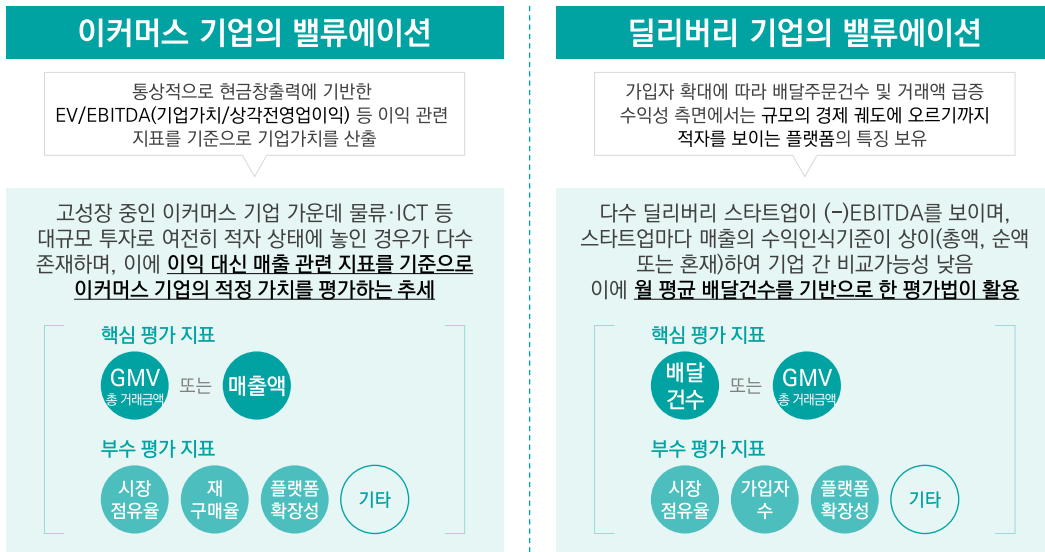 이커머스 기업의 밸류에이션
통상적으로 현금창출력에 기반한
EV/EBITDA(기업가치/상각전영업이익) 등 이익 관련
지표를 기준으로 기업가치를 산출
고성장 중인 이커머스 기업 가운데 물류·ICT 등
대규모 투자로 여전히 적자 상태에 놓인 경우가 다수
존재하며, 이에 이익 대신 매출 관련 지표를 기준으로
이커머스 기업의 적정 가치를 평가하는 추세
핵심 평가 지표
GMV
총 거래금액
또는
매출액
부수 평가 지표
시장
점유율
재
구매율
플랫폼
확장성
기타
딜리버리 기업의 밸류에이션
가입자 확대에 따라 배달주문건수 및 거래액 급증
수익성 측면에서는 규모의 경제 궤도에 오르기까지
적자를 보이는 플랫폼의 특징 보유
다수 딜리버리 스타트업이 (–)EBITDA를 보이며,
스타트업마다 매출의 수익인식기준이 상이(총액, 순액
또는 혼재)하여 기업 간 비교가능성 낮음
이에 월 평균 배달건수를 기반으로 한 평가법이 활용
핵심 평가 지표
배달
건수
또는
GMV
총 거래금액
부수 평가 지표
시장
점유율
가입자
수
플랫폼
확장성
기타